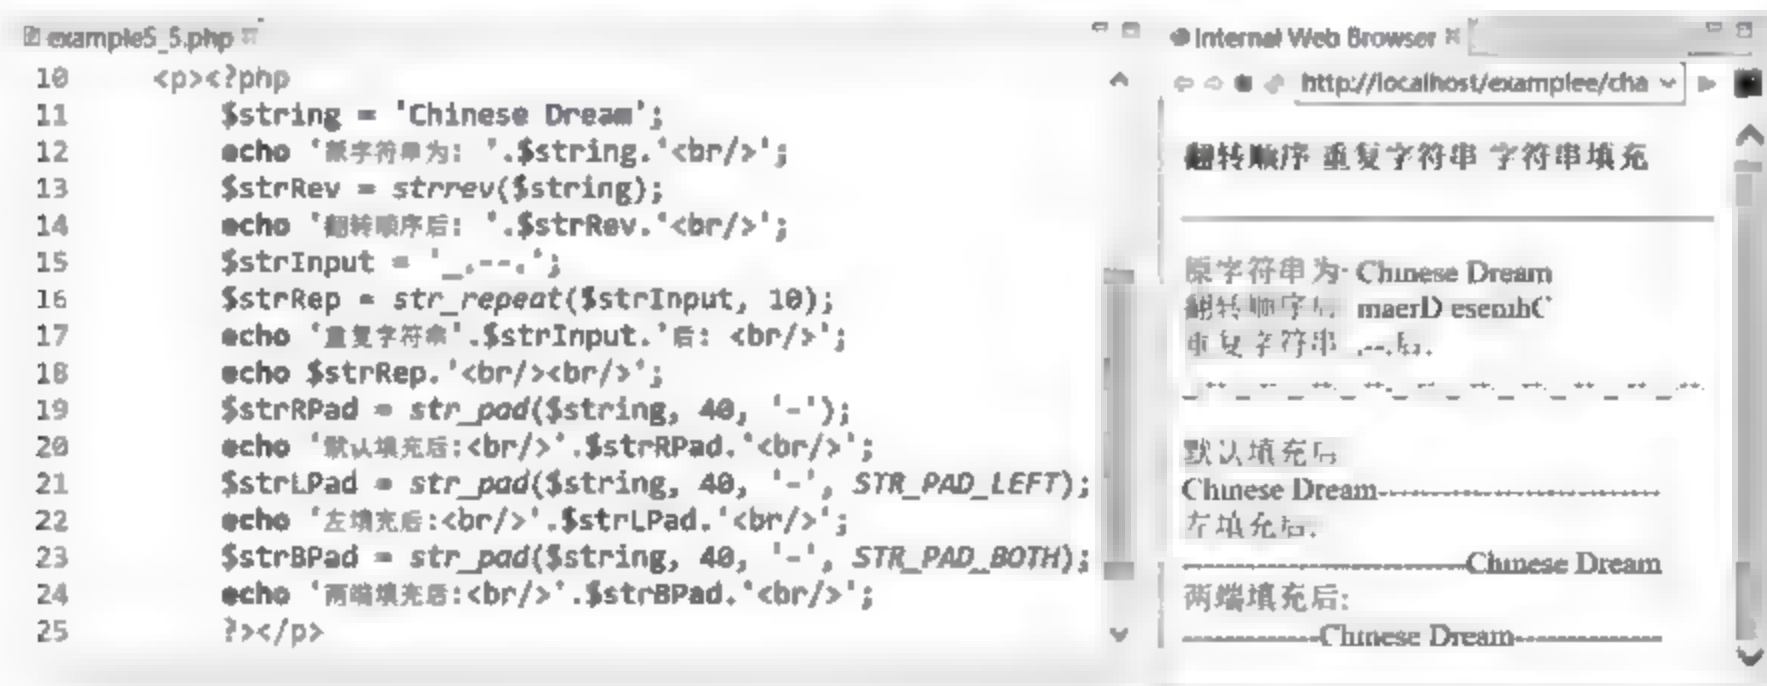 example5_5.php
10 <p><?php
11 $string = 'Chinese Dream';
12 echo '原字符串为: '.$string.'<br/>';
13 $strRev = strrev($string);
14 echo '翻转顺序后: '.$strRev.'<br/>';
15 $strInput = '_,--,';
16 $strRep = str_repeat($strInput, 10);
17 echo '重复字符串'.$strInput.'后: <br/>';
18 echo $strRep.'<br/><br/>';
19 $strRPad = str_pad($string, 40, '-');
20 echo '默认填充后:<br/>'.$strRPad.'<br/>';
21 $strLPad = str_pad($string, 40, '-', STR_PAD_LEFT);
22 echo '左填充后:<br/>'.$strLPad.'<br/>';
23 $strBPad = str_pad($string, 40, '-', STR_PAD_BOTH);
24 echo '两端填充后:<br/>'.$strBPad.'<br/>';
25 ?></p>
Internal Web Browser
http://localhost/examplee/cha
翻转顺序 重复字符串 字符串填充
原字符串为: Chinese Dream
翻转顺序后: maerD esenihC
重复字符串_,--,后:
默认填充后:
Chinese Dream---------------------------
左填充后:
---------------------------Chinese Dream
两端填充后:
-------------Chinese Dream--------------